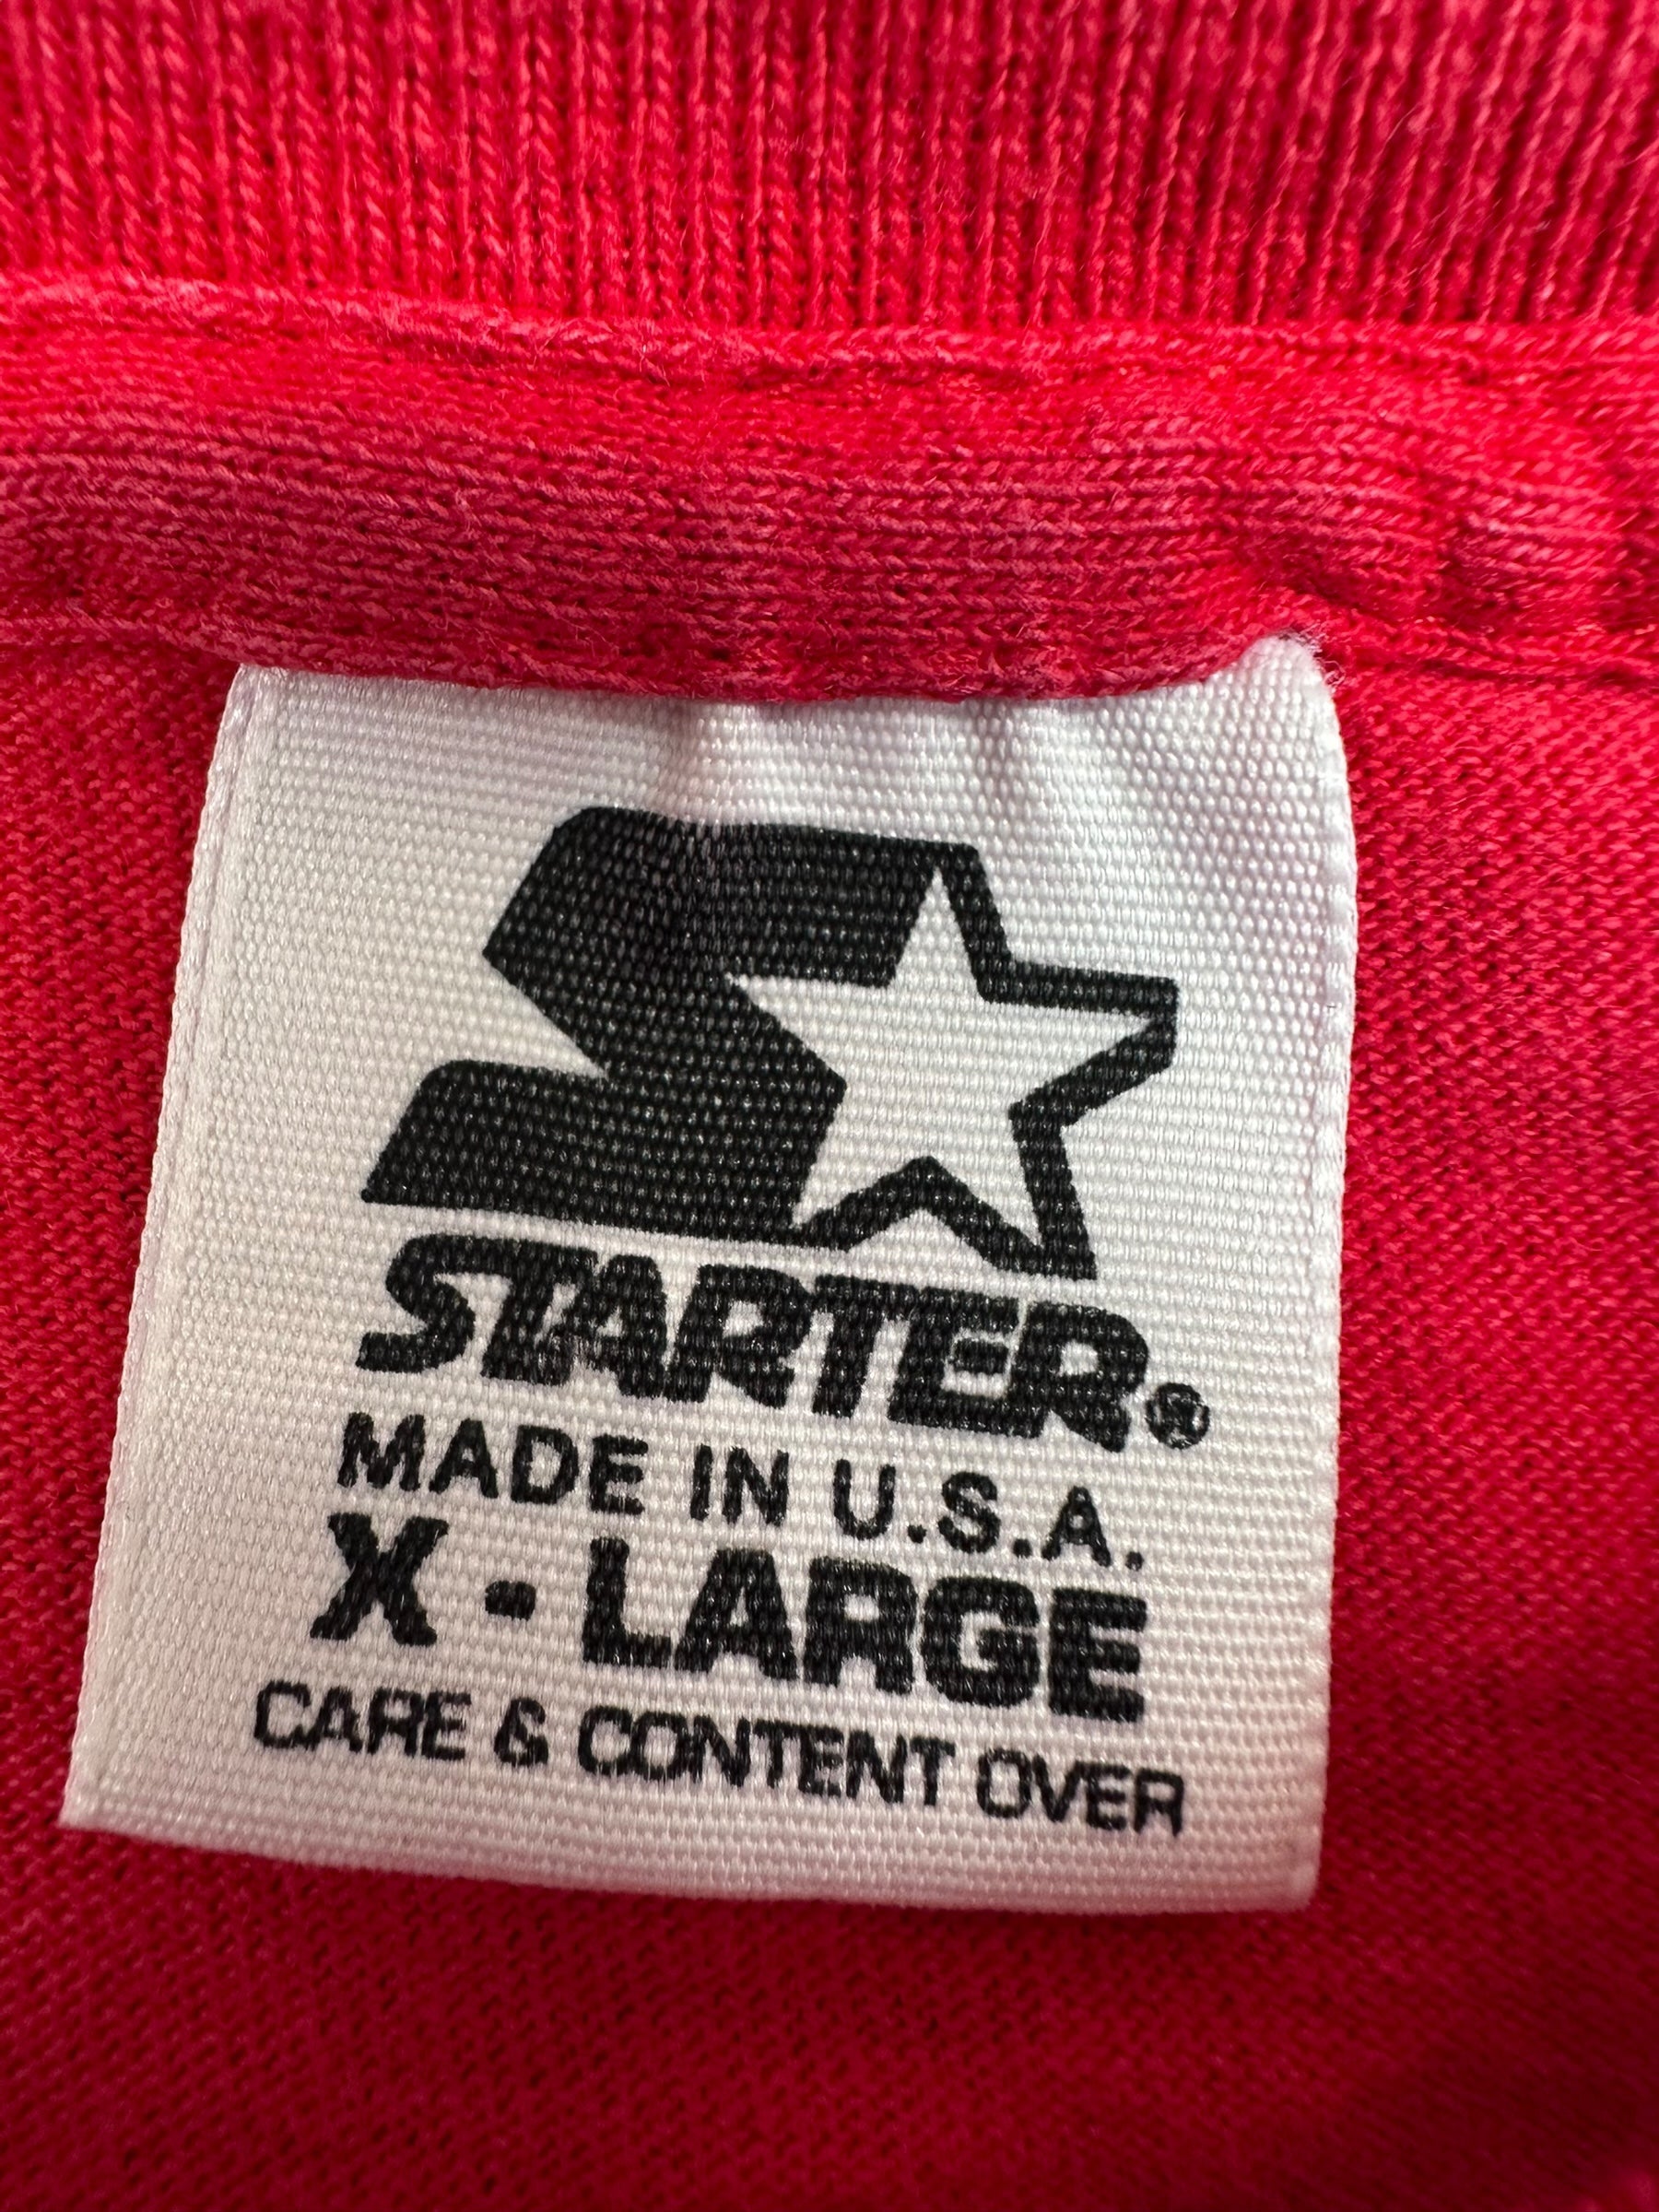 STARTER®
MADE IN U.S.A.
X-LARGE
CARE & CONTENT OVER